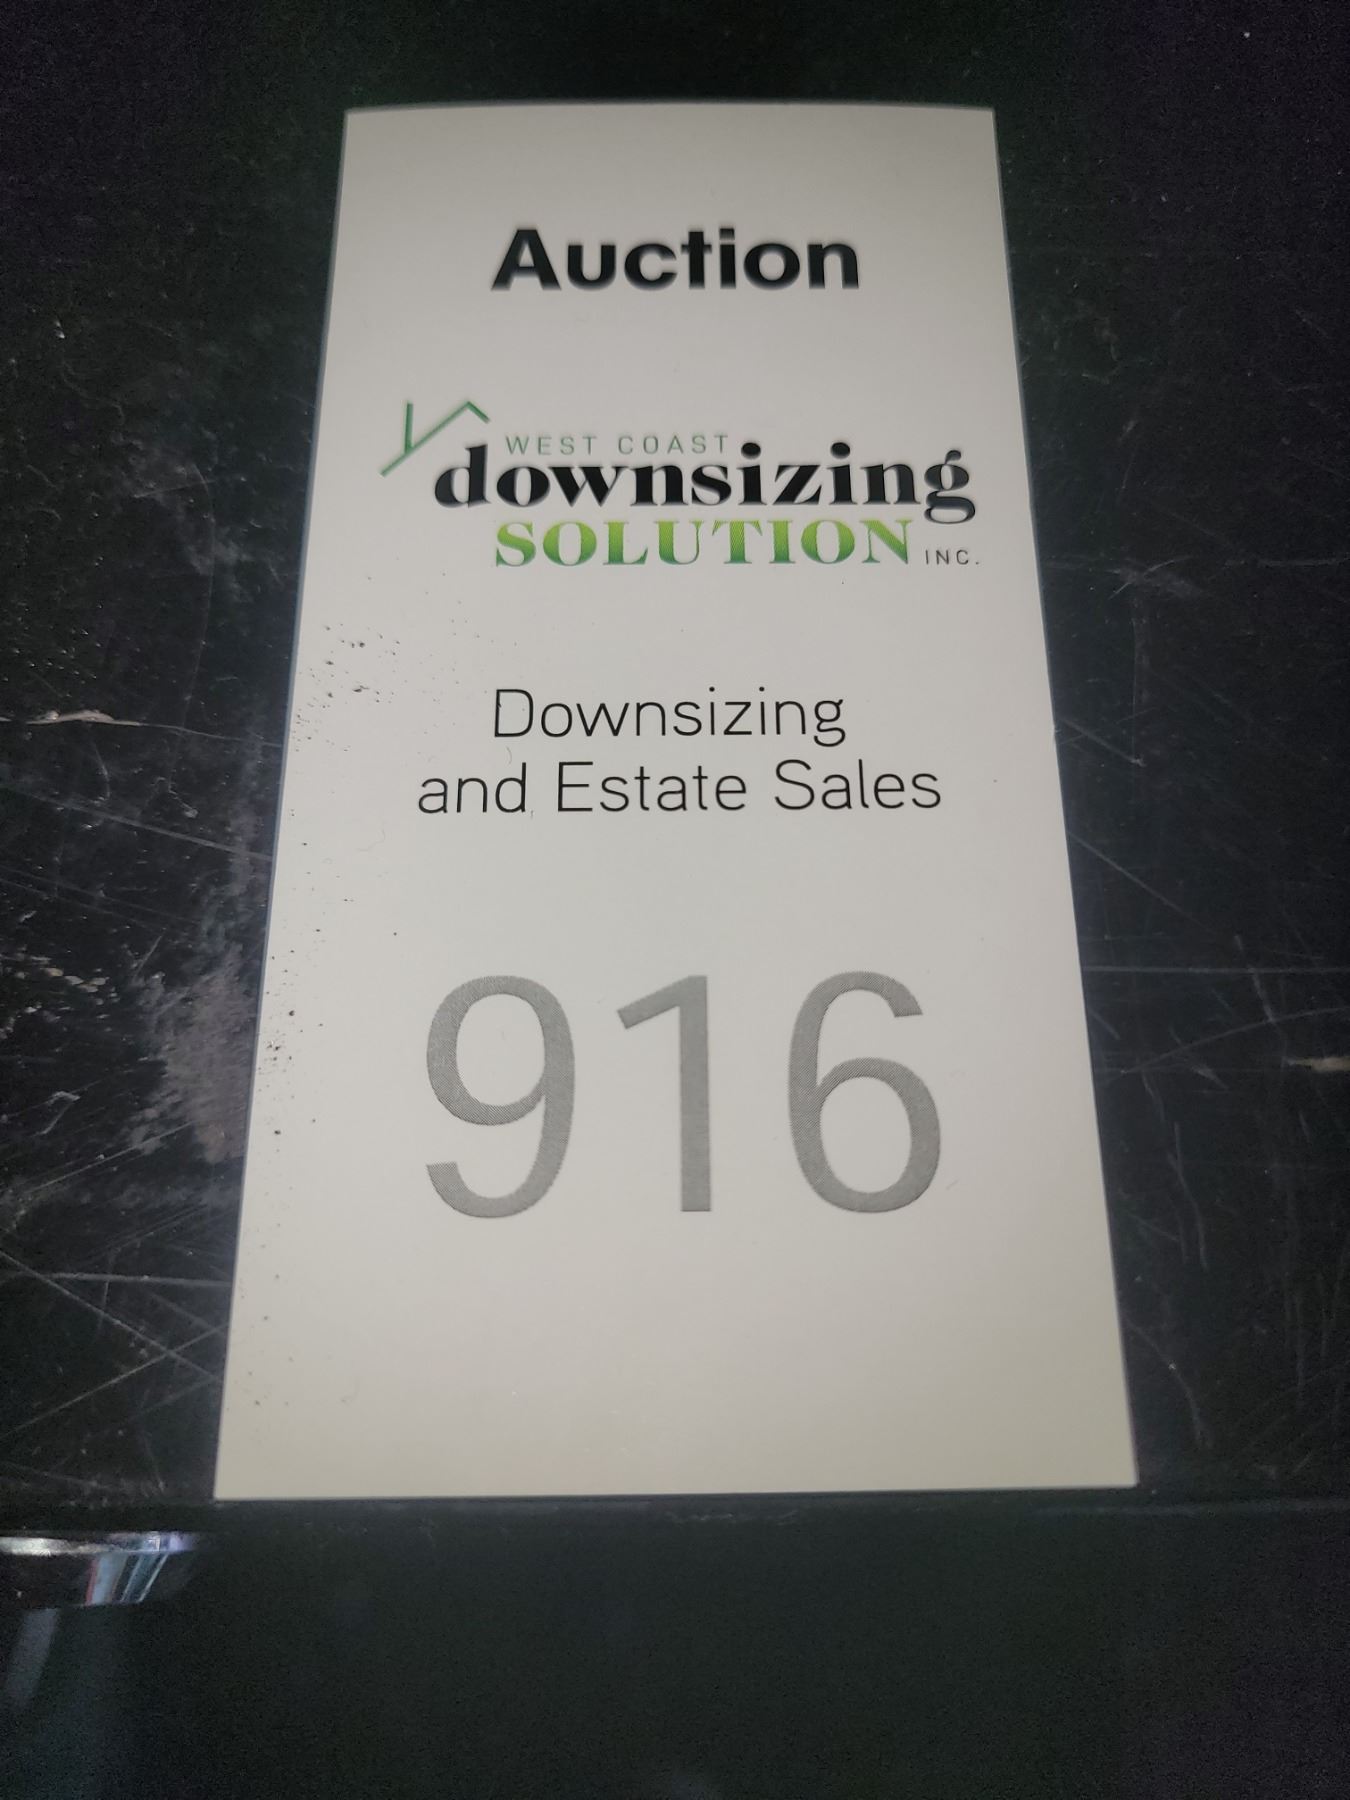 Auction
WEST COAST
downsizing
SOLUTION INC.
Downsizing
and Estate Sales
916